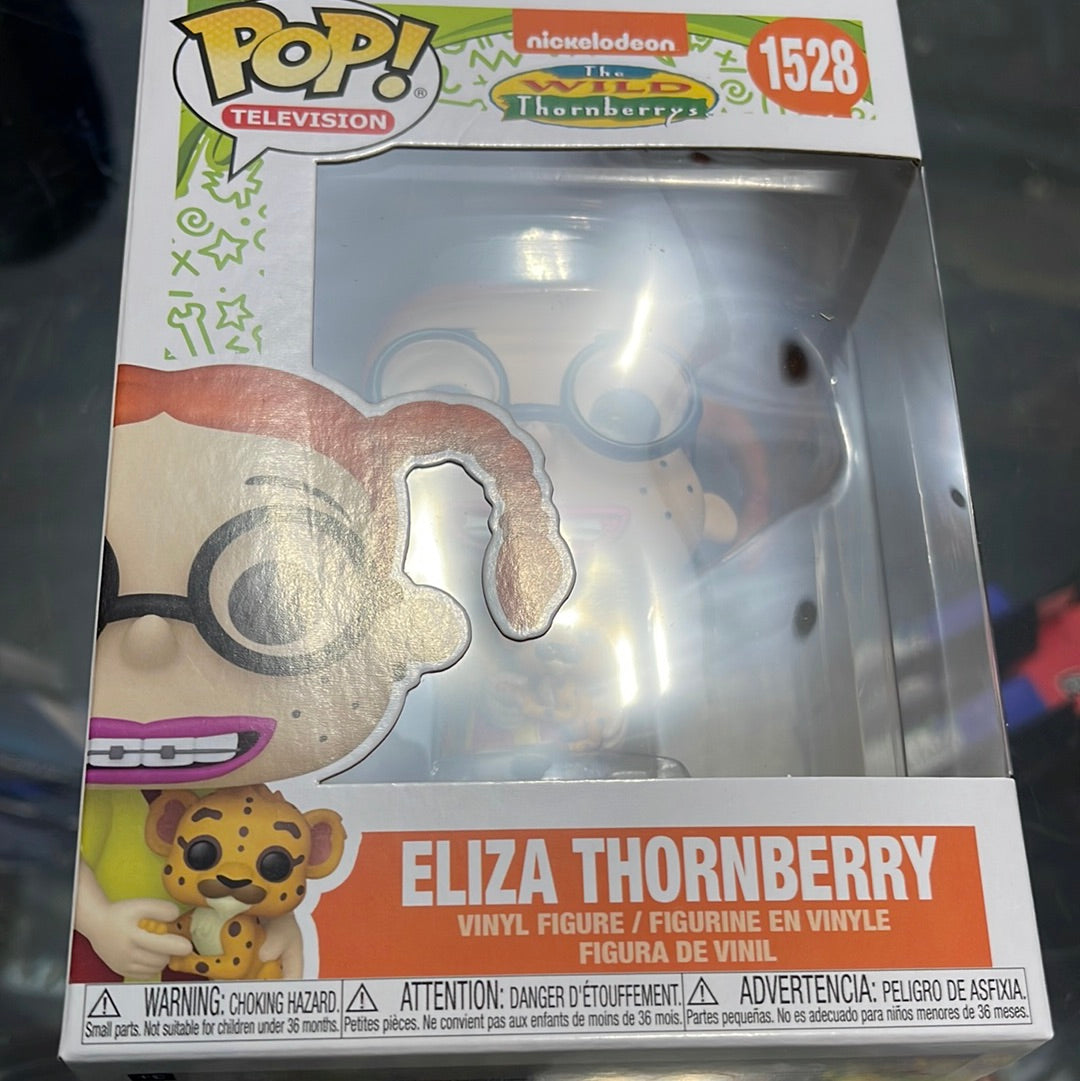 POP!®
TELEVISION
nickelodeon
The
WILD
Thornberrys
1528
ELIZA THORNBERRY
VINYL FIGURE / FIGURINE EN VINYLE
FIGURA DE VINIL
WARNING: CHOKING HAZARD.
Small parts. Not suitable for children under 36 months.
ATTENTION: DANGER D'ÉTOUFFEMENT.
Petites pièces. Ne convient pas aux enfants de moins de 36 mois.
ADVERTENCIA: PELIGRO DE ASFIXIA.
Partes pequeñas. No es adecuado para niños menores de 36 meses.